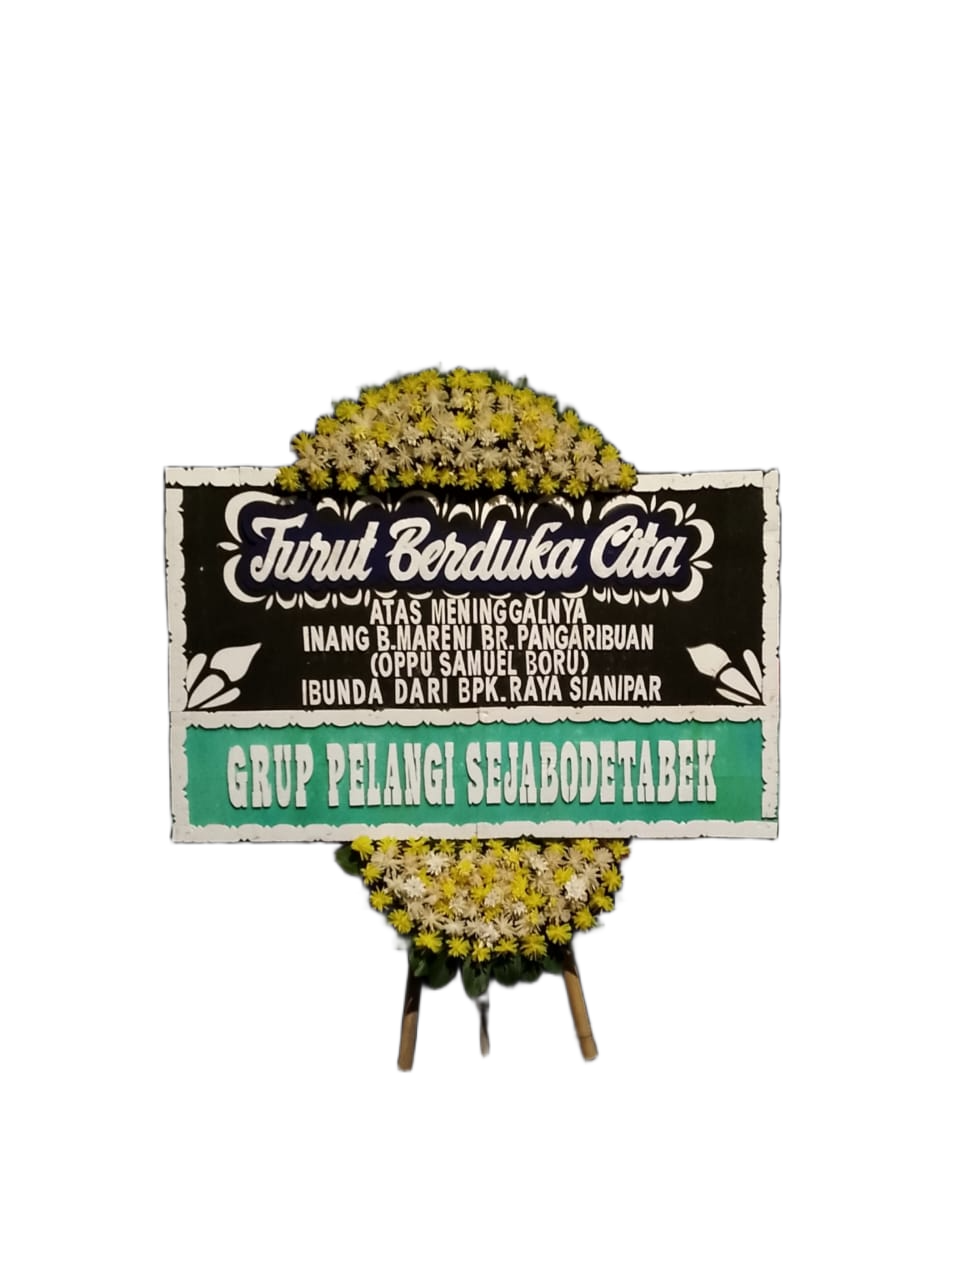 Turut Berduka Cita
ATAS MENINGGALNYA
INANG B.MARENI BR.PANGARIBUAN
(OPPU SAMUEL BORU)
IBUNDA DARI BPK.RAYA SIANIPAR
GRUP PELANGI SEJABODETABEK